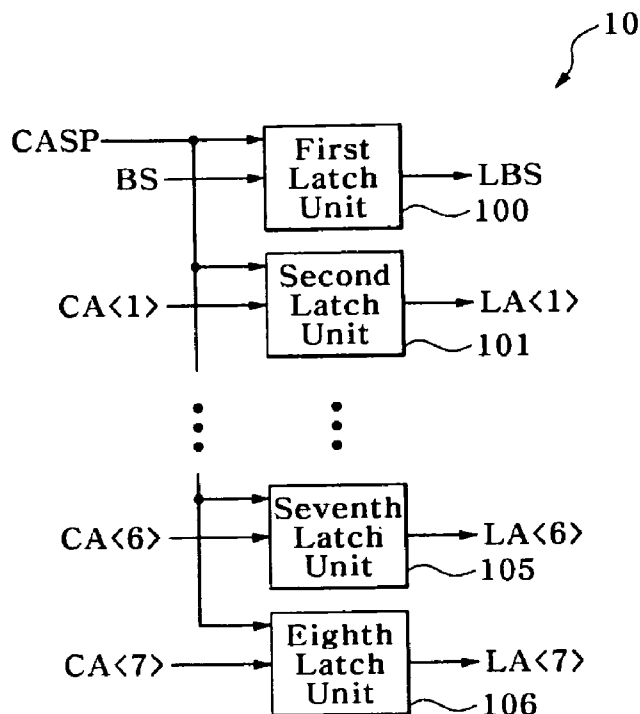 10
CASP
BS
First
Latch
Unit
LBS
100
CA<1>
Second
Latch
Unit
LA<1>
101
CA<6>
Seventh
Latch
Unit
LA<6>
105
CA<7>
Eighth
Latch
Unit
LA<7>
106